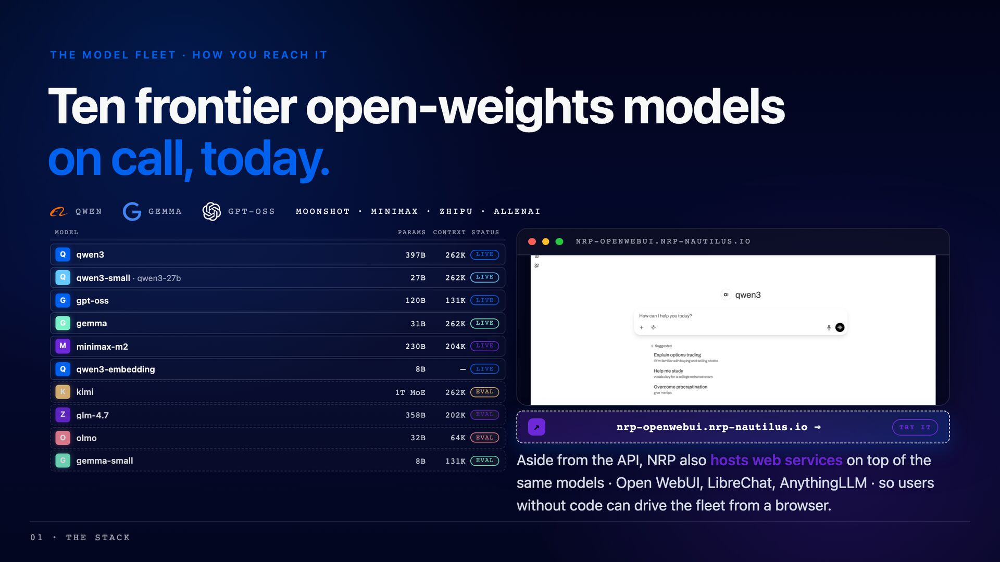 THE MODEL FLEET · HOW YOU REACH IT
Ten frontier open-weights models
on call, today.
QWEN GEMMA GPT-OSS MOONSHOT · MINIMAX · ZHIPU · ALLENAI
MODEL PARAMS CONTEXT STATUS
Q qwen3 397B 262K LIVE
Q qwen3-small · qwen3-27b 27B 262K LIVE
G gpt-oss 120B 131K LIVE
G gemma 31B 262K LIVE
M minimax-m2 230B 204K LIVE
Q qwen3-embedding 8B — LIVE
K kimi 1T MoE 262K EVAL
Z glm-4.7 358B 202K EVAL
O olmo 32B 64K EVAL
G gemma-small 8B 131K EVAL
NRP-OPENWEBUI.NRP-NAUTILUS.IO
OI qwen3
How can I help you today?
Suggested
Explain options trading
if I'm familiar with buying and selling stocks
Help me study
vocabulary for a college entrance exam
Overcome procrastination
give me tips
↗ nrp-openwebui.nrp-nautilus.io → TRY IT
Aside from the API, NRP also hosts web services on top of the
same models · Open WebUI, LibreChat, AnythingLLM · so users
without code can drive the fleet from a browser.
01 · THE STACK